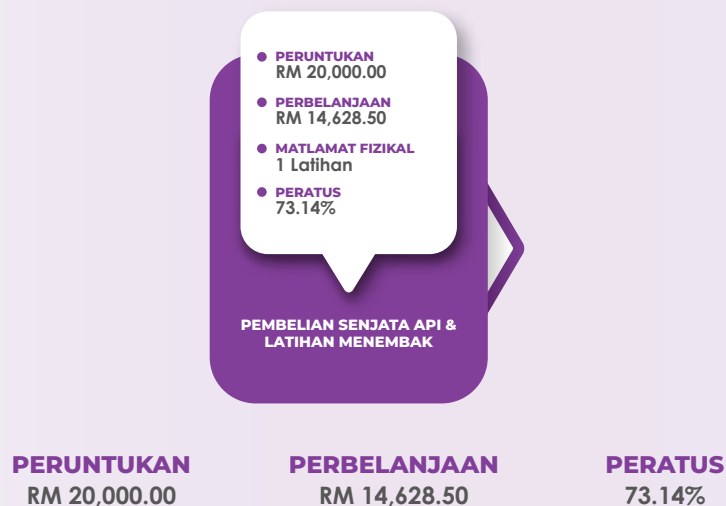 PERUNTUKAN
RM 20,000.00
PERBELANJAAN
RM 14,628.50
MATLAMAT FIZIKAL
1 Latihan
PERATUS
73.14%
PEMBELIAN SENJATA API &
LATIHAN MENEMBAK
PERUNTUKAN
RM 20,000.00
PERBELANJAAN
RM 14,628.50
PERATUS
73.14%